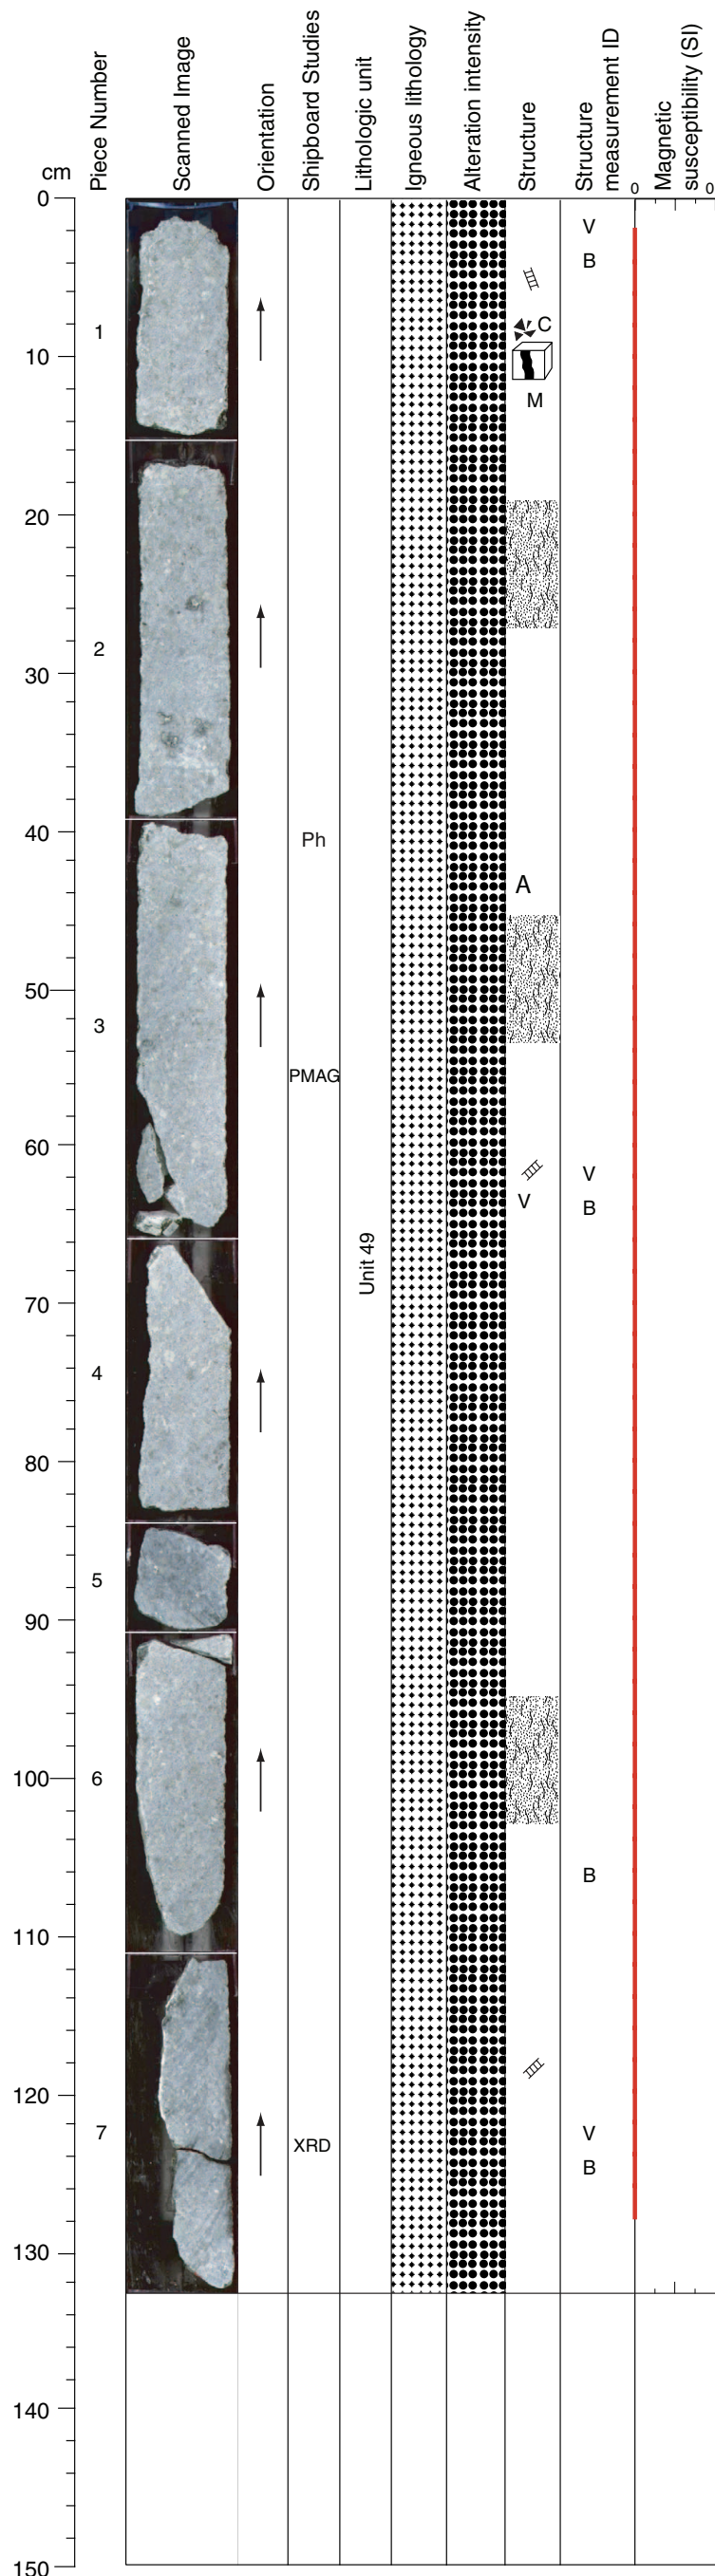 cm
Piece Number
Scanned Image
Orientation
Shipboard Studies
Lithologic unit
Igneous lithology
Alteration intensity
Structure
Structure
measurement ID
Magnetic
susceptibility (SI)
0
0
0
V
B
C
1
10
M
20
2
30
40
Ph
A
50
3
PMAG
60
V
V
B
Unit 49
70
4
80
5
90
100
6
B
110
120
7
V
XRD
B
130
140
150